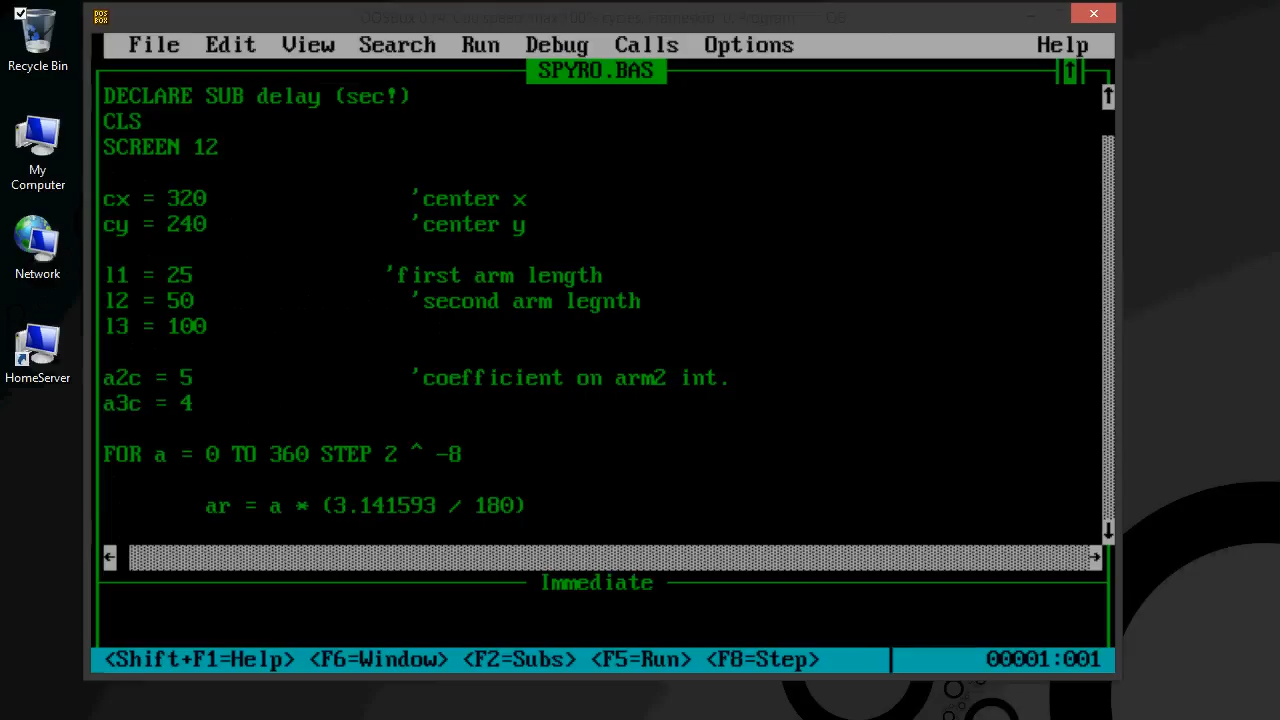 DOS
BOX
Recycle Bin
My
Computer
Network
HomeServer
File Edit View Search Run Debug Calls Options Help
SPYRO.BAS
DECLARE SUB delay (sec!)
CLS
SCREEN 12
cx = 320 'center x
cy = 240 'center y
l1 = 25 'first arm length
l2 = 50 'second arm legnth
l3 = 100
a2c = 5 'coefficient on arm2 int.
a3c = 4
FOR a = 0 TO 360 STEP 2 ^ -8
ar = a * (3.141593 / 180)
Immediate
<Shift+F1=Help> <F6=Window> <F2=Subs> <F5=Run> <F8=Step> 00001:001